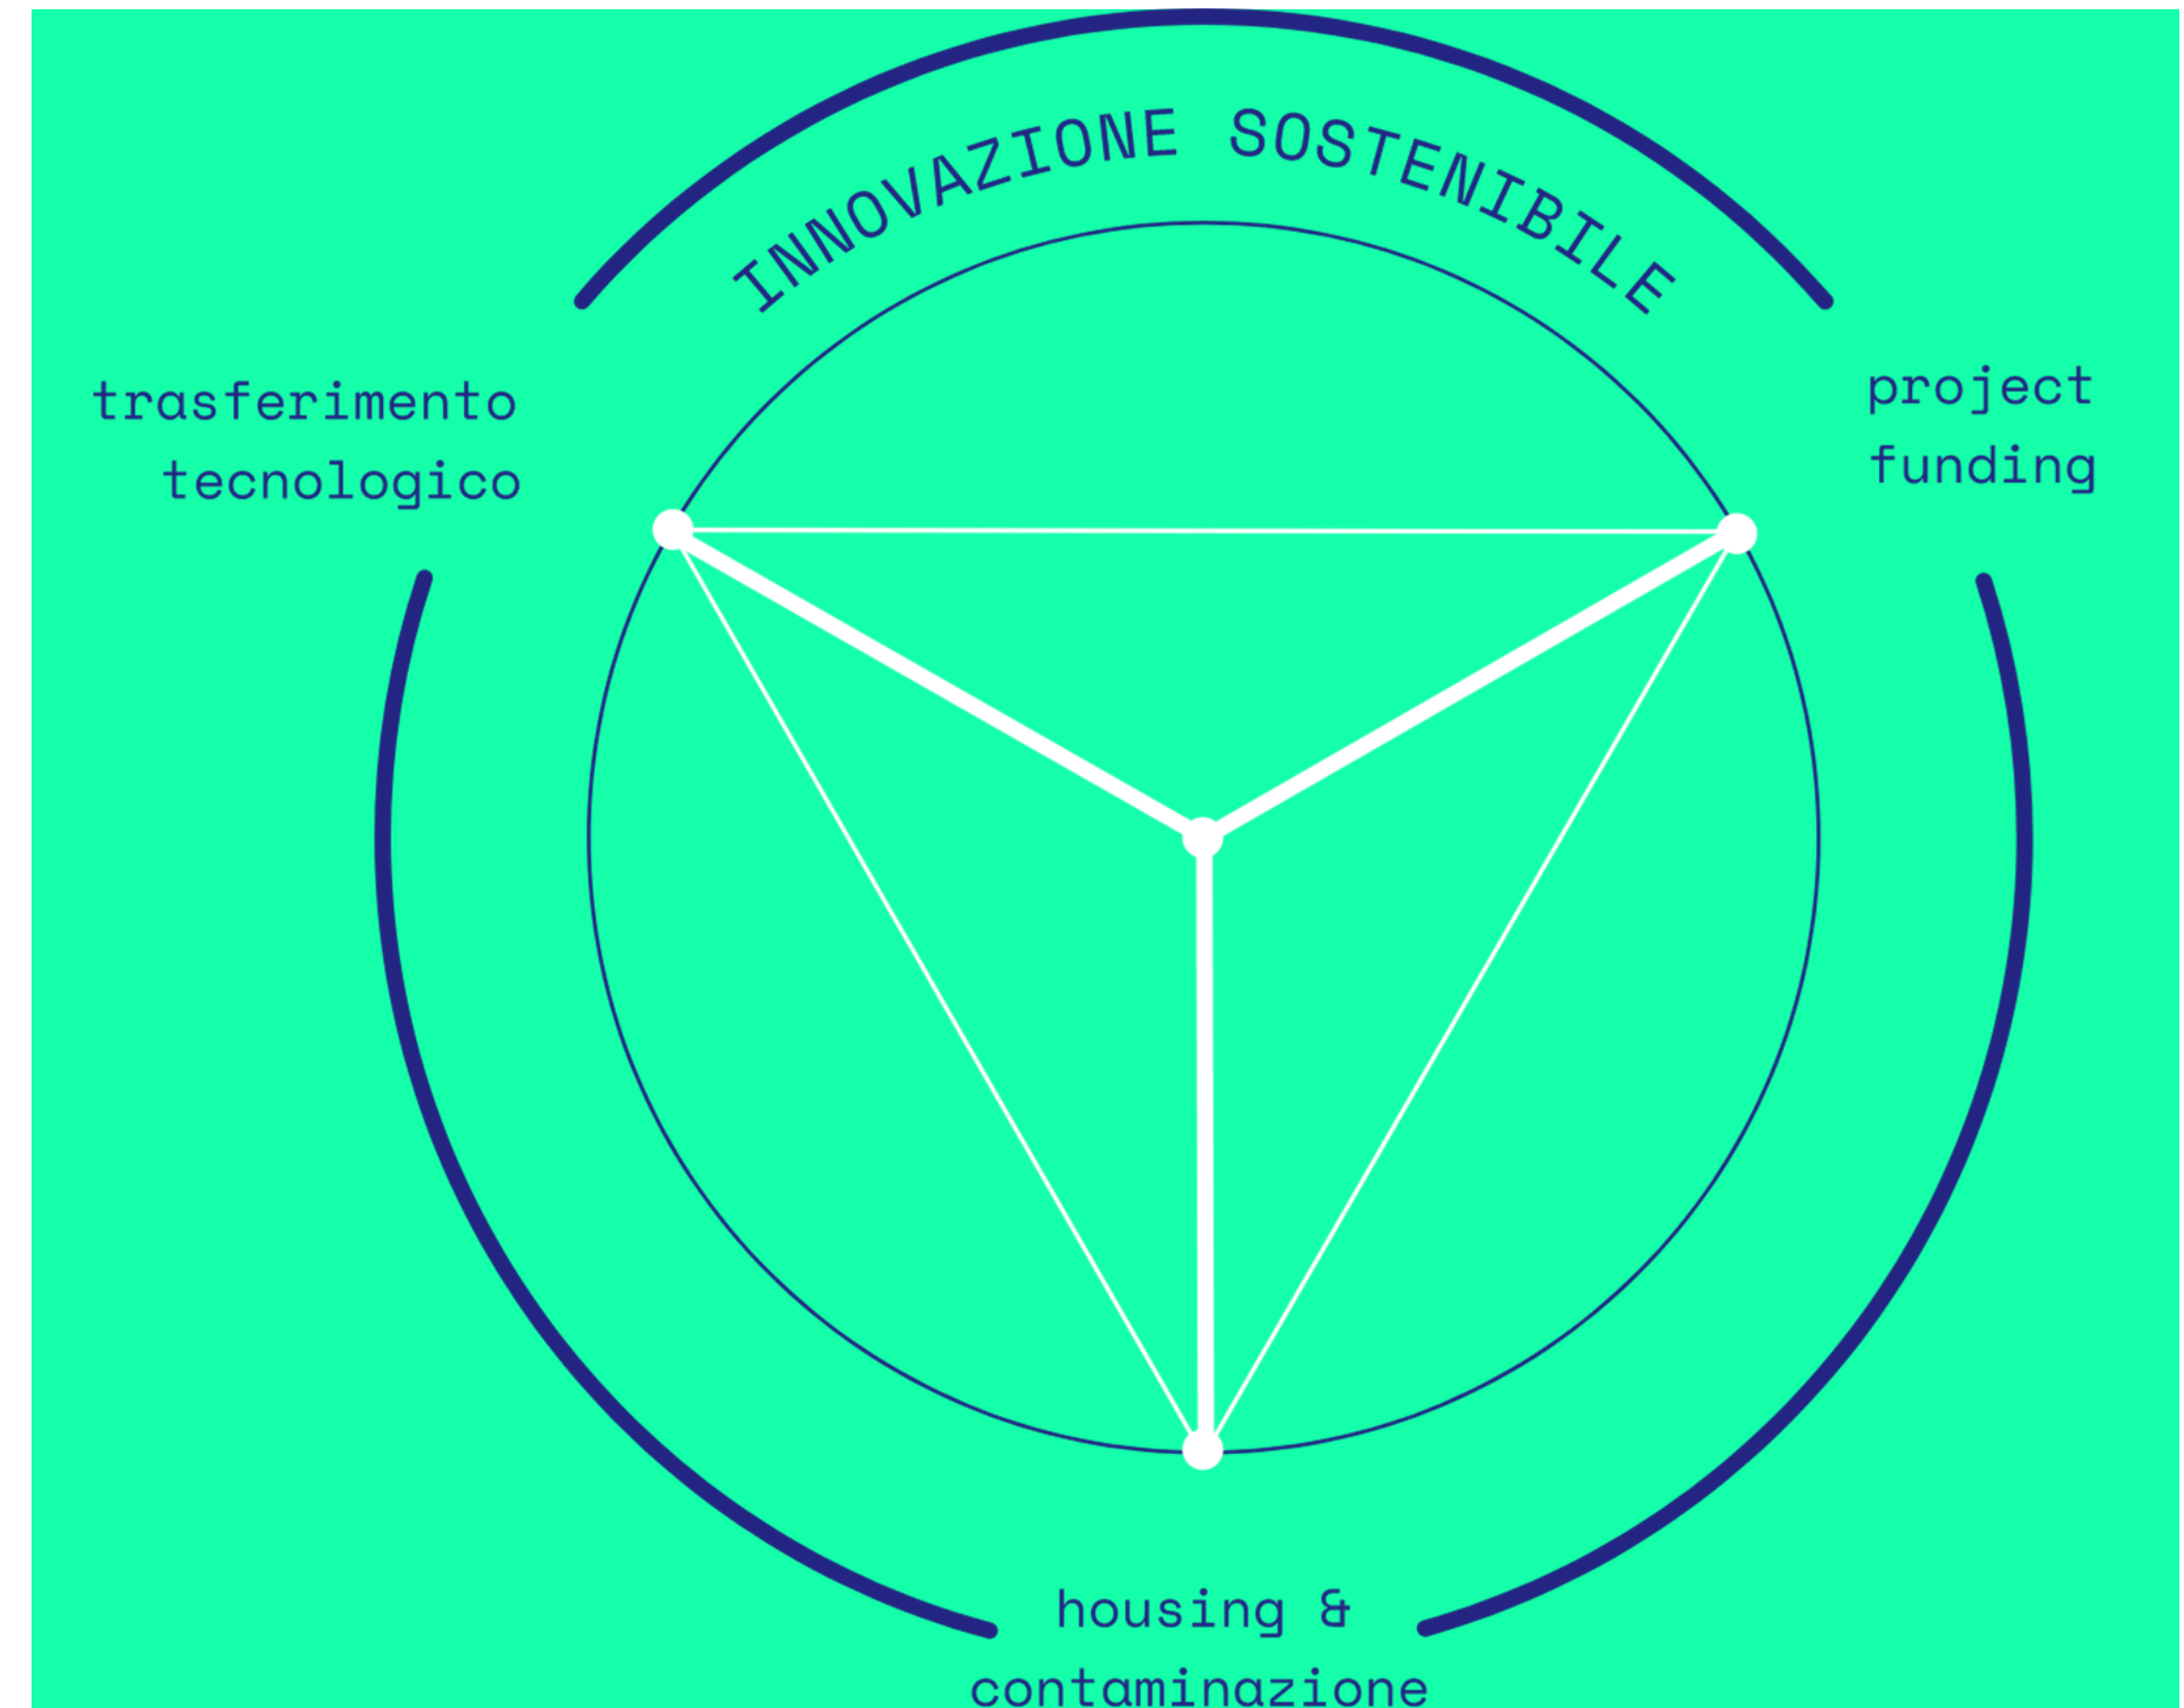 INNOVAZIONE SOSTENIBILE
trasferimento
tecnologico
project
funding
housing &
contaminazione